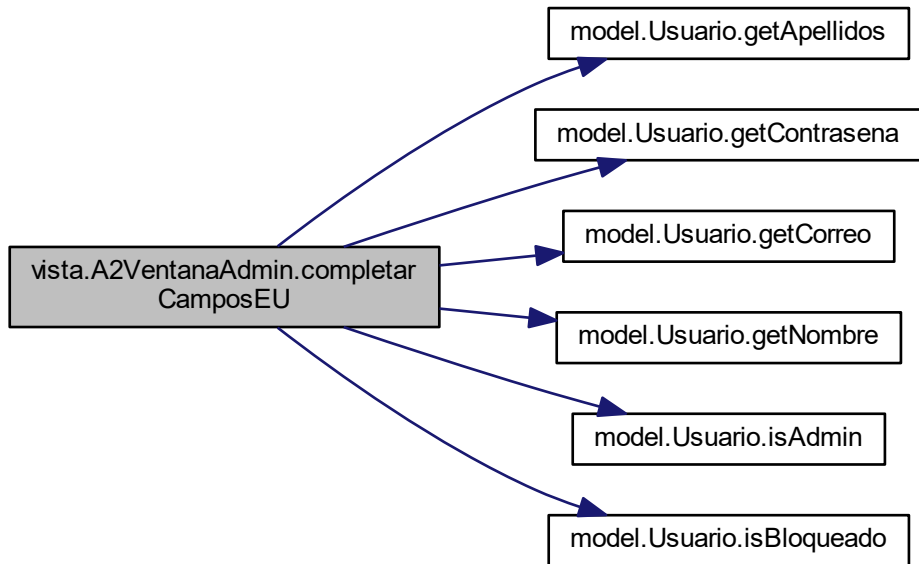 model.Usuario.getApellidos
model.Usuario.getContrasena
model.Usuario.getCorreo
vista.A2VentanaAdmin.completar
CamposEU
model.Usuario.getNombre
model.Usuario.isAdmin
model.Usuario.isBloqueado